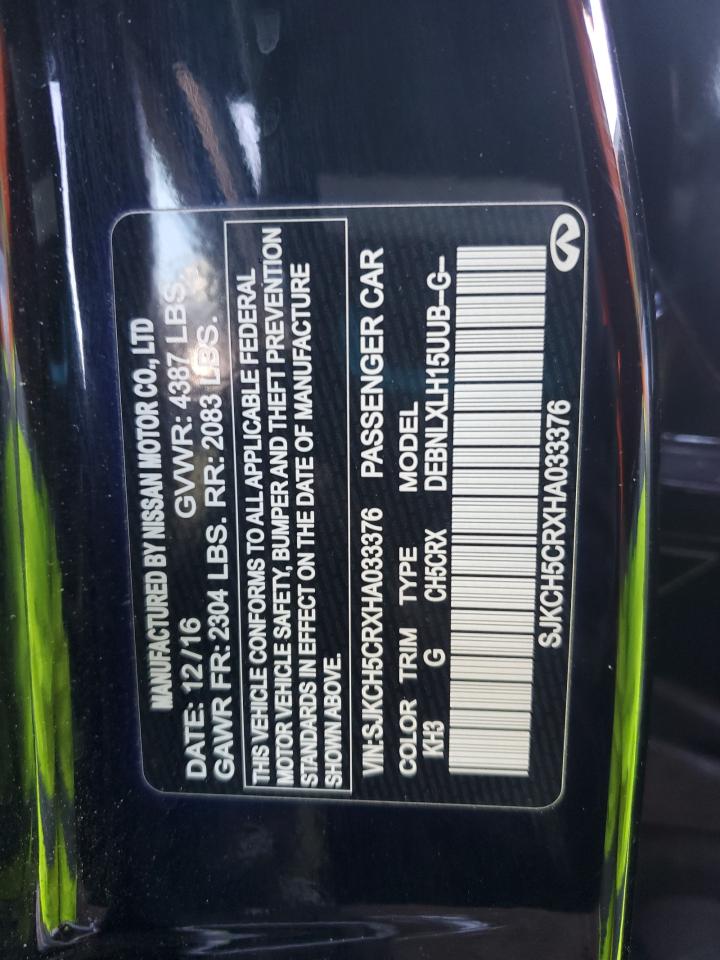 MANUFACTURED BY NISSAN MOTOR CO., LTD
DATE: 12/16 GVWR: 4387 LBS.
GAWR FR: 2304 LBS. RR: 2083 LBS.
THIS VEHICLE CONFORMS TO ALL APPLICABLE FEDERAL
MOTOR VEHICLE SAFETY, BUMPER AND THEFT PREVENTION
STANDARDS IN EFFECT ON THE DATE OF MANUFACTURE
SHOWN ABOVE.
VIN:SJKCH5CRXHA033376 PASSENGER CAR
COLOR TRIM TYPE MODEL
KH3 G CH5CRX DEBNLXLH15UUB-G-
SJKCH5CRXHA033376